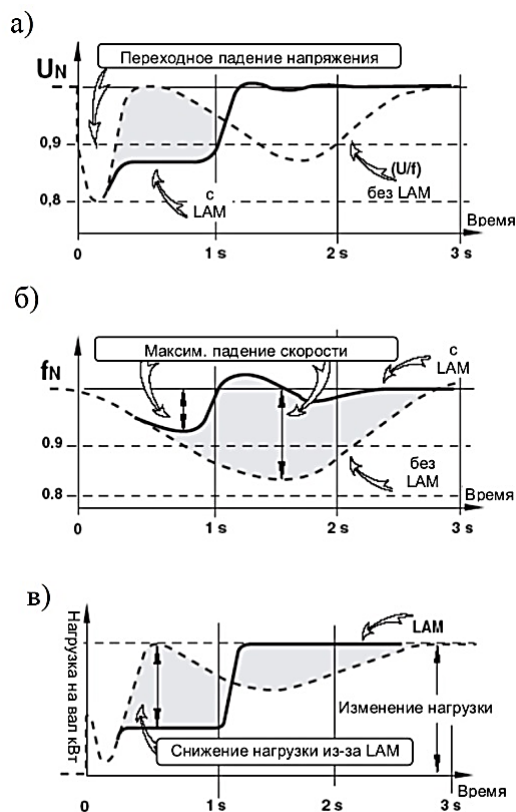 а)
Переходное падение напряжения
UN
0,9
0,8
с
LAM
(U/f)
без LAM
Время
0
1 s
2 s
3 s
б)
Максим. падение скорости
fN
с
LAM
0.9
0.8
без
LAM
Время
0
1 s
2 s
3 s
в)
Нагрузка на вал кВт
LAM
Изменение нагрузки
Снижение нагрузки из-за LAM
0
1 s
2 s
3 s
Время